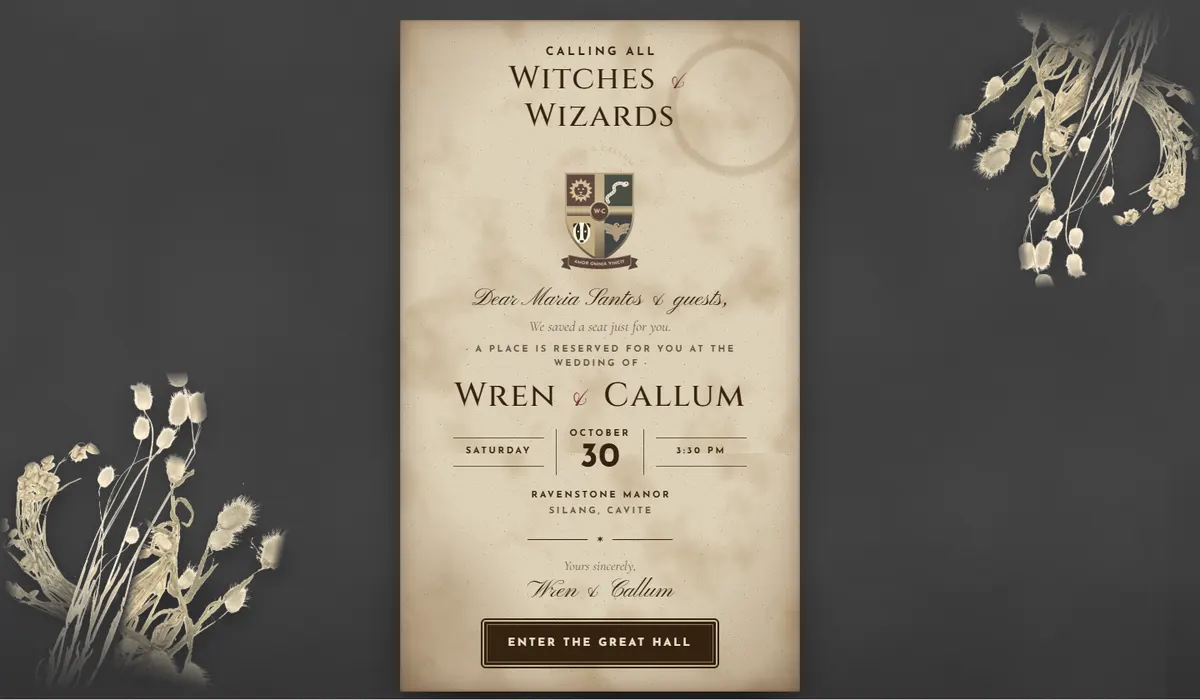 CALLING ALL
WITCHES &
WIZARDS
W·C
AMOR OMNIA VINCIT
Dear Maria Santos & guests,
We saved a seat just for you.
· A PLACE IS RESERVED FOR YOU AT THE
WEDDING OF ·
WREN & CALLUM
SATURDAY
OCTOBER
30
3:30 PM
RAVENSTONE MANOR
SILANG, CAVITE
Yours sincerely,
Wren & Callum
ENTER THE GREAT HALL